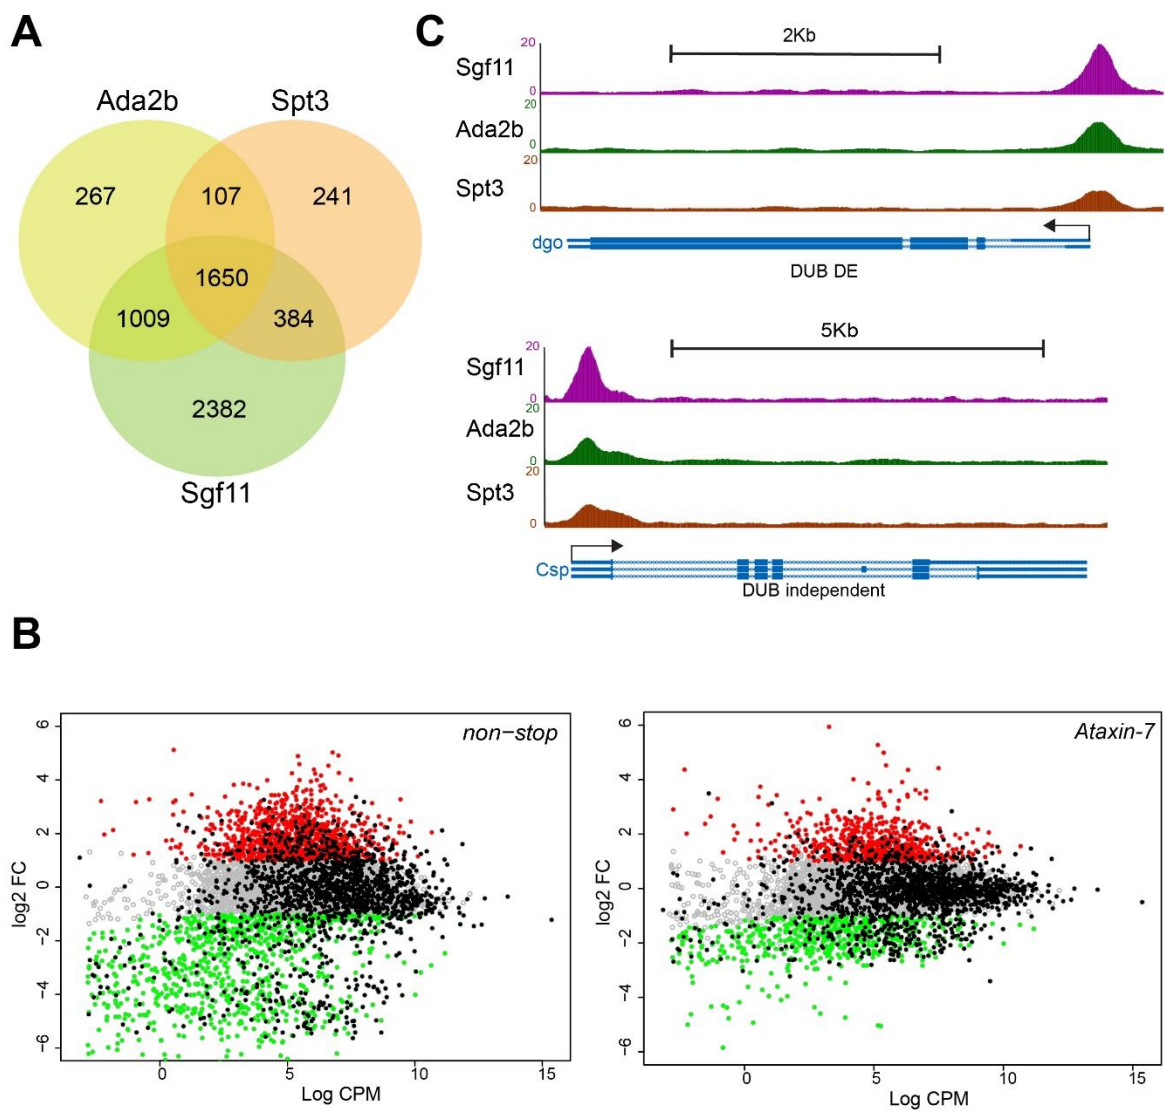 A
Ada2b
Spt3
267
107
241
1650
1009
384
2382
Sgf11
C
2Kb
20
Sgf11
0
20
Ada2b
0
20
Spt3
0
dgo
DUB DE
5Kb
20
Sgf11
0
20
Ada2b
0
20
Spt3
0
Csp
DUB independent
B
non−stop
6
4
2
0
−2
−4
−6
log2 FC
0
5
10
15
Log CPM
Ataxin-7
6
4
2
0
−2
−4
−6
log2 FC
0
5
10
15
Log CPM